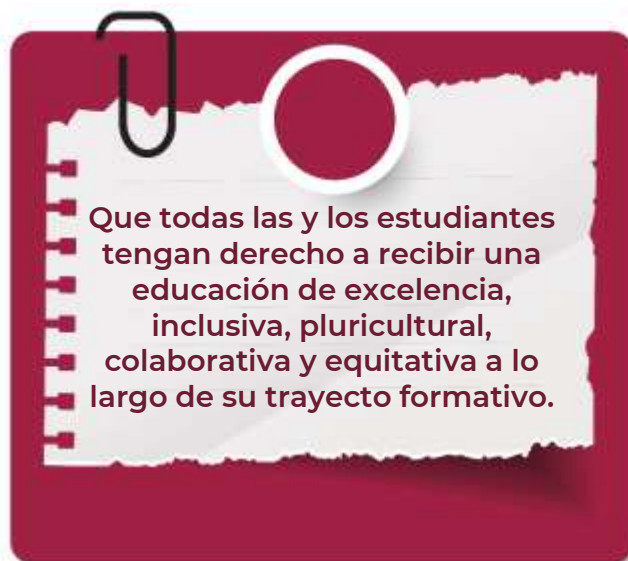 Que todas las y los estudiantes
tengan derecho a recibir una
educación de excelencia,
inclusiva, pluricultural,
colaborativa y equitativa a lo
largo de su trayecto formativo.